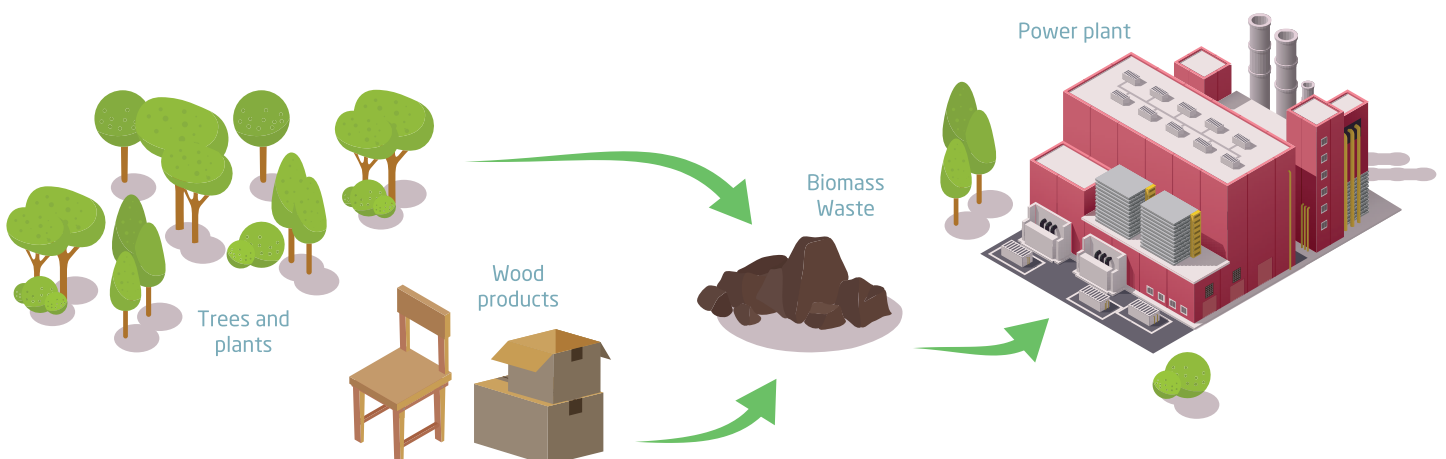 Power plant
Biomass
Waste
Wood
products
Trees and
plants